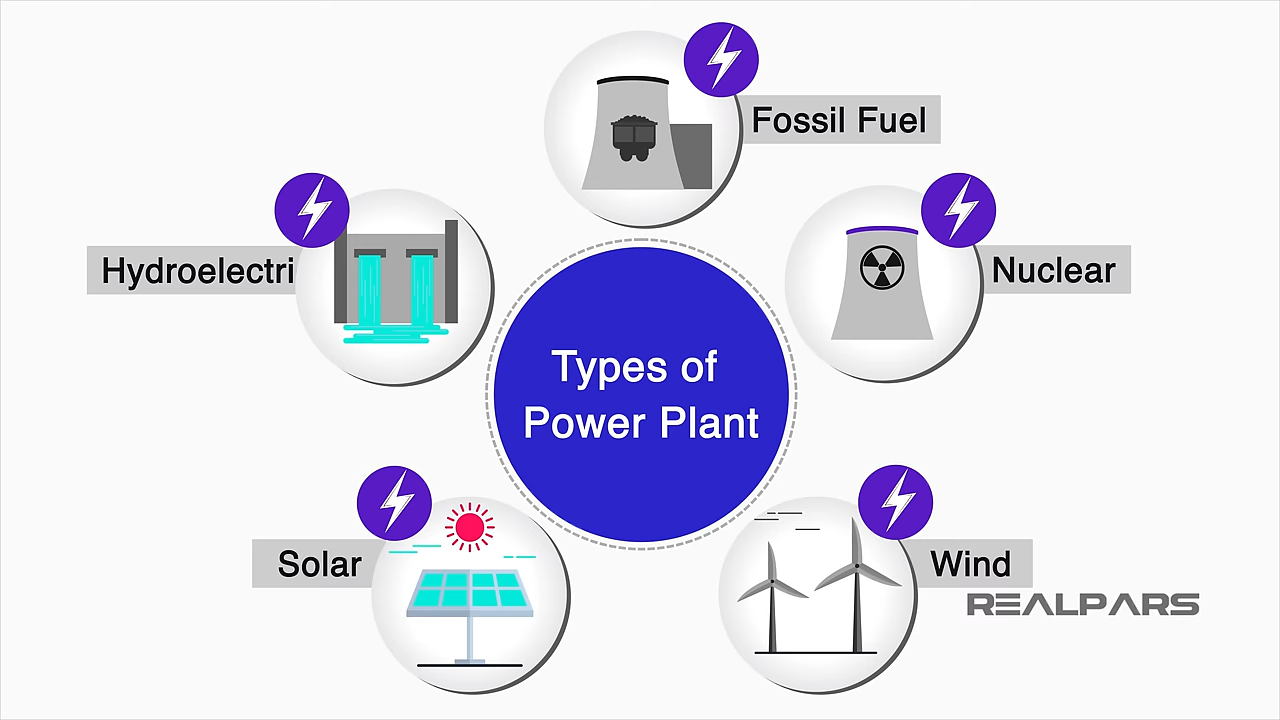 Fossil Fuel
Hydroelectri
Nuclear
Types of
Power Plant
Solar
Wind
REALPARS